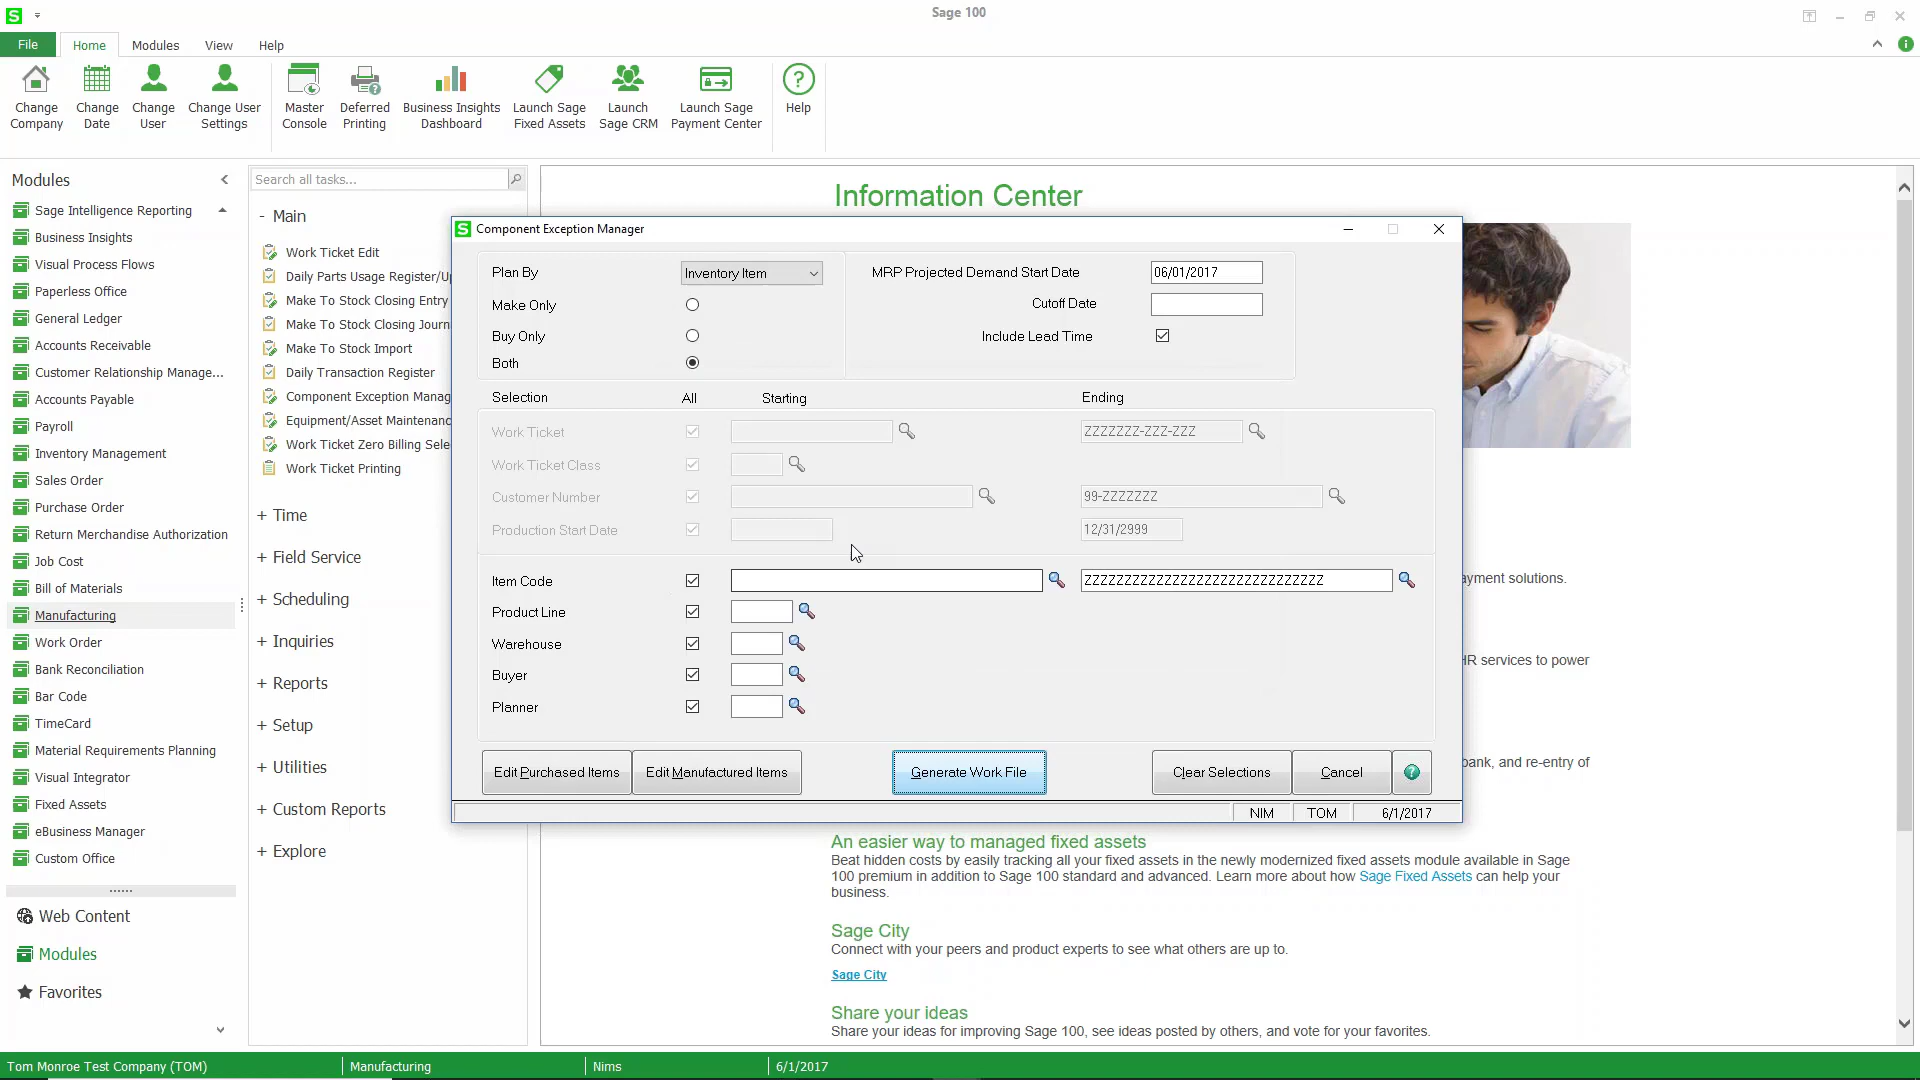 S
Sage 100
File
Home
Modules
View
Help
Change Company
Change Date
Change User
Change User Settings
Master Console
Deferred Printing
Business Insights Dashboard
Launch Sage Fixed Assets
Launch Sage CRM
Launch Sage Payment Center
Help
Modules
Sage Intelligence Reporting
Business Insights
Visual Process Flows
Paperless Office
General Ledger
Accounts Receivable
Customer Relationship Manage...
Accounts Payable
Payroll
Inventory Management
Sales Order
Purchase Order
Return Merchandise Authorization
Job Cost
Bill of Materials
Manufacturing
Work Order
Bank Reconciliation
Bar Code
TimeCard
Material Requirements Planning
Visual Integrator
Fixed Assets
eBusiness Manager
Custom Office
Web Content
Modules
Favorites
Search all tasks...
- Main
Work Ticket Edit
Daily Parts Usage Register/Up
Make To Stock Closing Entry
Make To Stock Closing Journ
Make To Stock Import
Daily Transaction Register
Component Exception Manag
Equipment/Asset Maintenanc
Work Ticket Zero Billing Sele
Work Ticket Printing
+ Time
+ Field Service
+ Scheduling
+ Inquiries
+ Reports
+ Setup
+ Utilities
+ Custom Reports
+ Explore
Information Center
S Component Exception Manager
Plan By Inventory Item MRP Projected Demand Start Date 06/01/2017
Make Only Cutoff Date
Buy Only Include Lead Time
Both
Selection All Starting Ending
Work Ticket ZZZZZZZ-ZZZ-ZZZ
Work Ticket Class
Customer Number 99-ZZZZZZZ
Production Start Date 12/31/2999
Item Code ZZZZZZZZZZZZZZZZZZZZZZZZZZZZZZ
Product Line
Warehouse
Buyer
Planner
Edit Purchased Items Edit Manufactured Items Generate Work File Clear Selections Cancel ?
NIM TOM 6/1/2017
ayment solutions.
HR services to power
bank, and re-entry of
An easier way to managed fixed assets
Beat hidden costs by easily tracking all your fixed assets in the newly modernized fixed assets module available in Sage
100 premium in addition to Sage 100 standard and advanced. Learn more about how Sage Fixed Assets can help your
business.
Sage City
Connect with your peers and product experts to see what others are up to.
Sage City
Share your ideas
Share your ideas for improving Sage 100, see ideas posted by others, and vote for your favorites.
Tom Monroe Test Company (TOM) Manufacturing Nims 6/1/2017